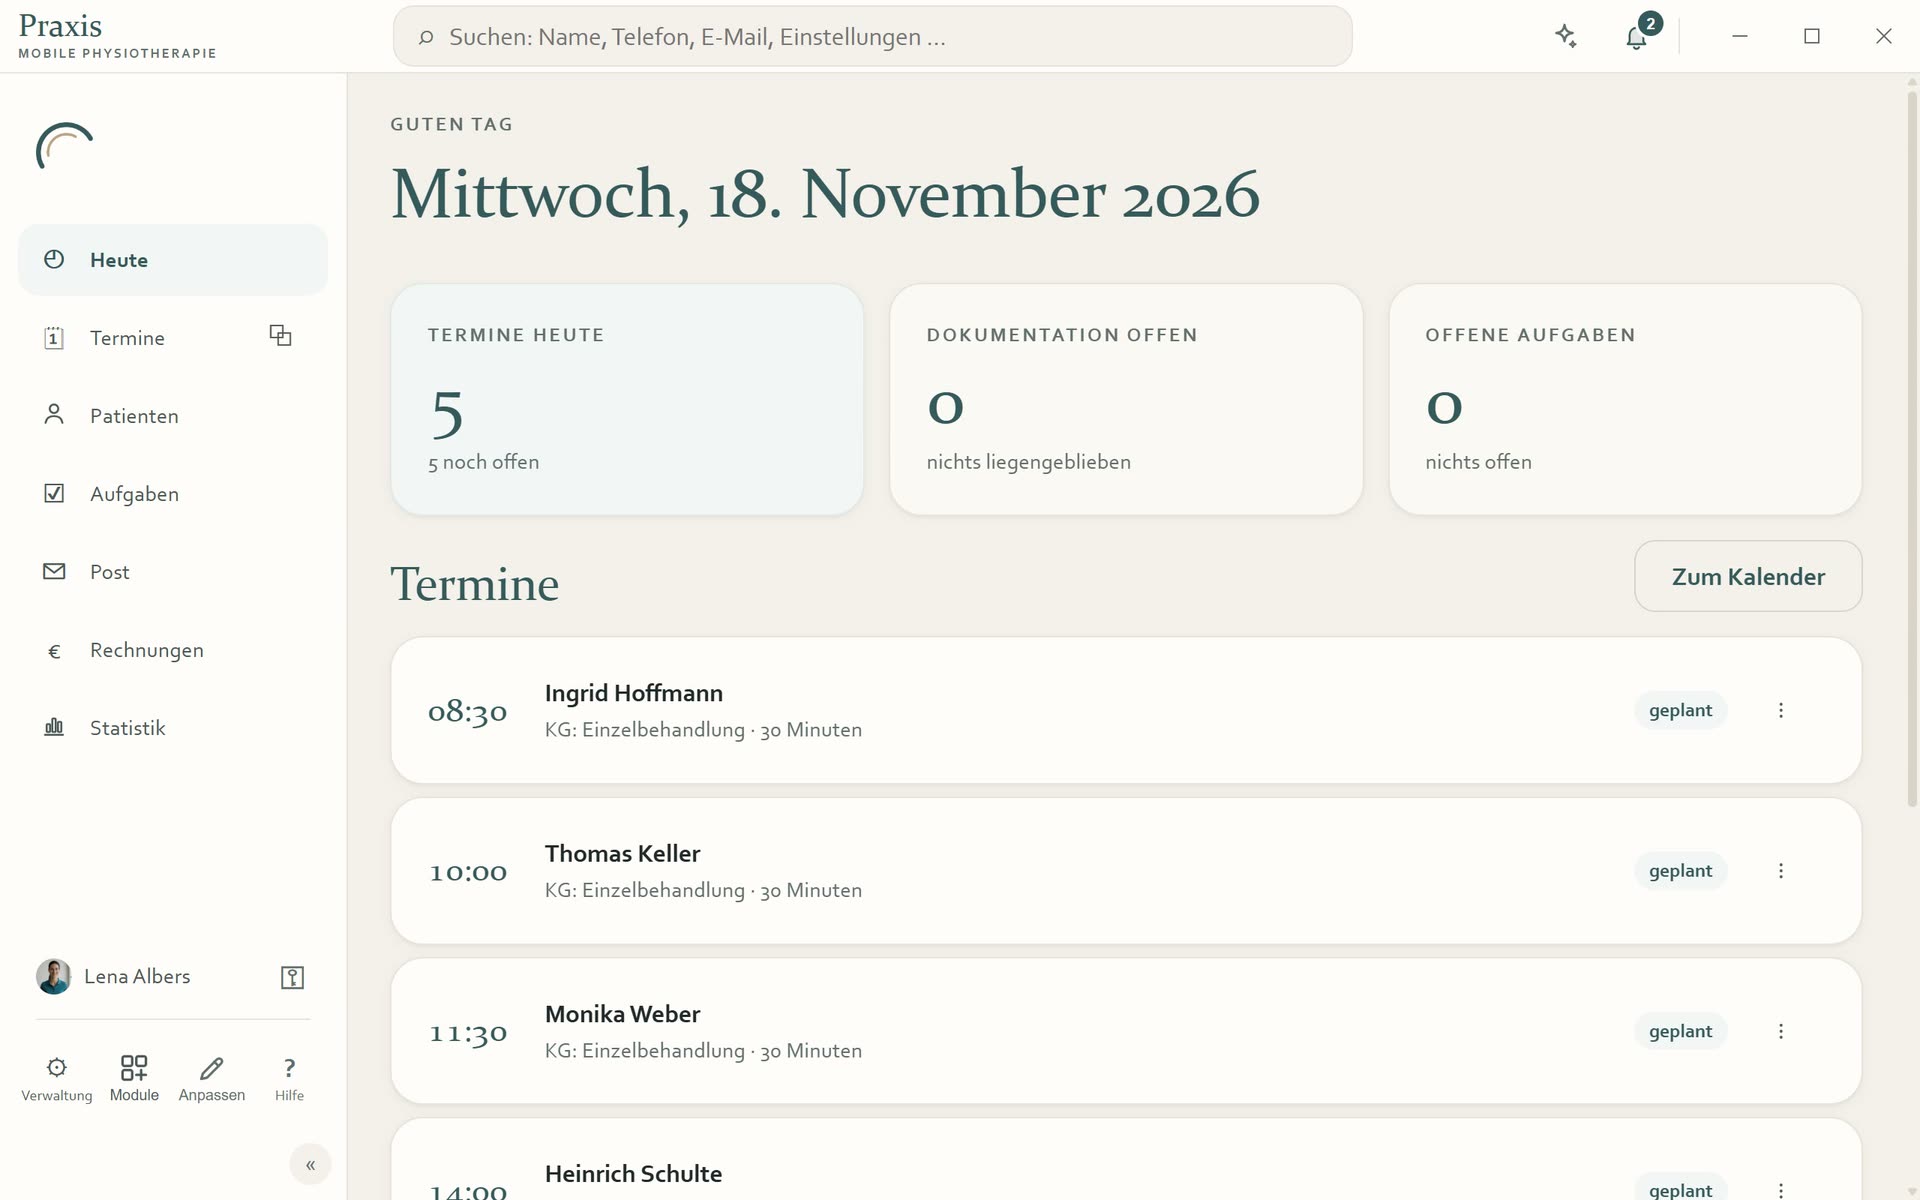 Praxis
MOBILE PHYSIOTHERAPIE
Suchen: Name, Telefon, E-Mail, Einstellungen ...
2
Heute
1
Termine
Patienten
Aufgaben
Post
€ Rechnungen
Statistik
Lena Albers
Verwaltung
Module
Anpassen
?
Hilfe
«
GUTEN TAG
Mittwoch, 18. November 2026
TERMINE HEUTE
5
5 noch offen
DOKUMENTATION OFFEN
0
nichts liegengeblieben
OFFENE AUFGABEN
0
nichts offen
Termine
Zum Kalender
08:30
Ingrid Hoffmann
KG: Einzelbehandlung · 30 Minuten
geplant
10:00
Thomas Keller
KG: Einzelbehandlung · 30 Minuten
geplant
11:30
Monika Weber
KG: Einzelbehandlung · 30 Minuten
geplant
14:00
Heinrich Schulte
geplant